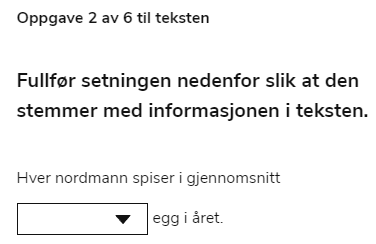 Oppgave 2 av 6 til teksten
Fullfør setningen nedenfor slik at den
stemmer med informasjonen i teksten.
Hver nordmann spiser i gjennomsnitt
egg i året.